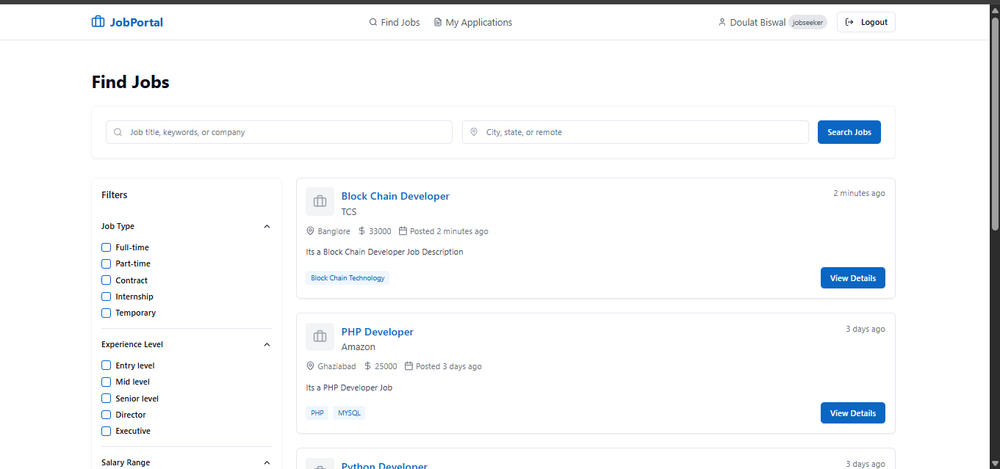 JobPortal
Find Jobs
My Applications
Doulat Biswal
jobseeker
Logout
Find Jobs
Job title, keywords, or company
City, state, or remote
Search Jobs
Filters
Job Type
Full-time
Part-time
Contract
Internship
Temporary
Experience Level
Entry level
Mid level
Senior level
Director
Executive
Salary Range
Block Chain Developer
2 minutes ago
TCS
Banglore $ 33000 Posted 2 minutes ago
Its a Block Chain Developer Job Description
Block Chain Technology
View Details
PHP Developer
3 days ago
Amazon
Ghaziabad $ 25000 Posted 3 days ago
Its a PHP Developer Job
PHP MYSQL
View Details
Python Developer
3 days ago